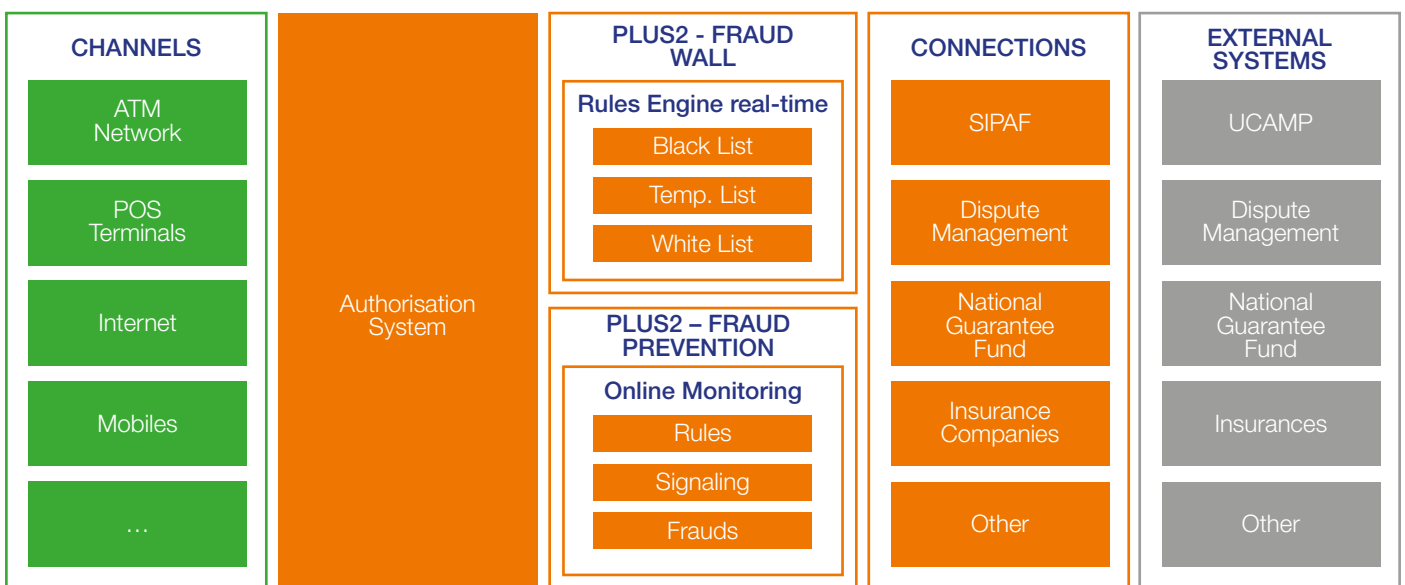 CHANNELS
ATM
Network
POS
Terminals
Internet
Mobiles
...
Authorisation
System
PLUS2 - FRAUD
WALL
Rules Engine real-time
Black List
Temp. List
White List
PLUS2 – FRAUD
PREVENTION
Online Monitoring
Rules
Signaling
Frauds
CONNECTIONS
SIPAF
Dispute
Management
National
Guarantee
Fund
Insurance
Companies
Other
EXTERNAL
SYSTEMS
UCAMP
Dispute
Management
National
Guarantee
Fund
Insurances
Other